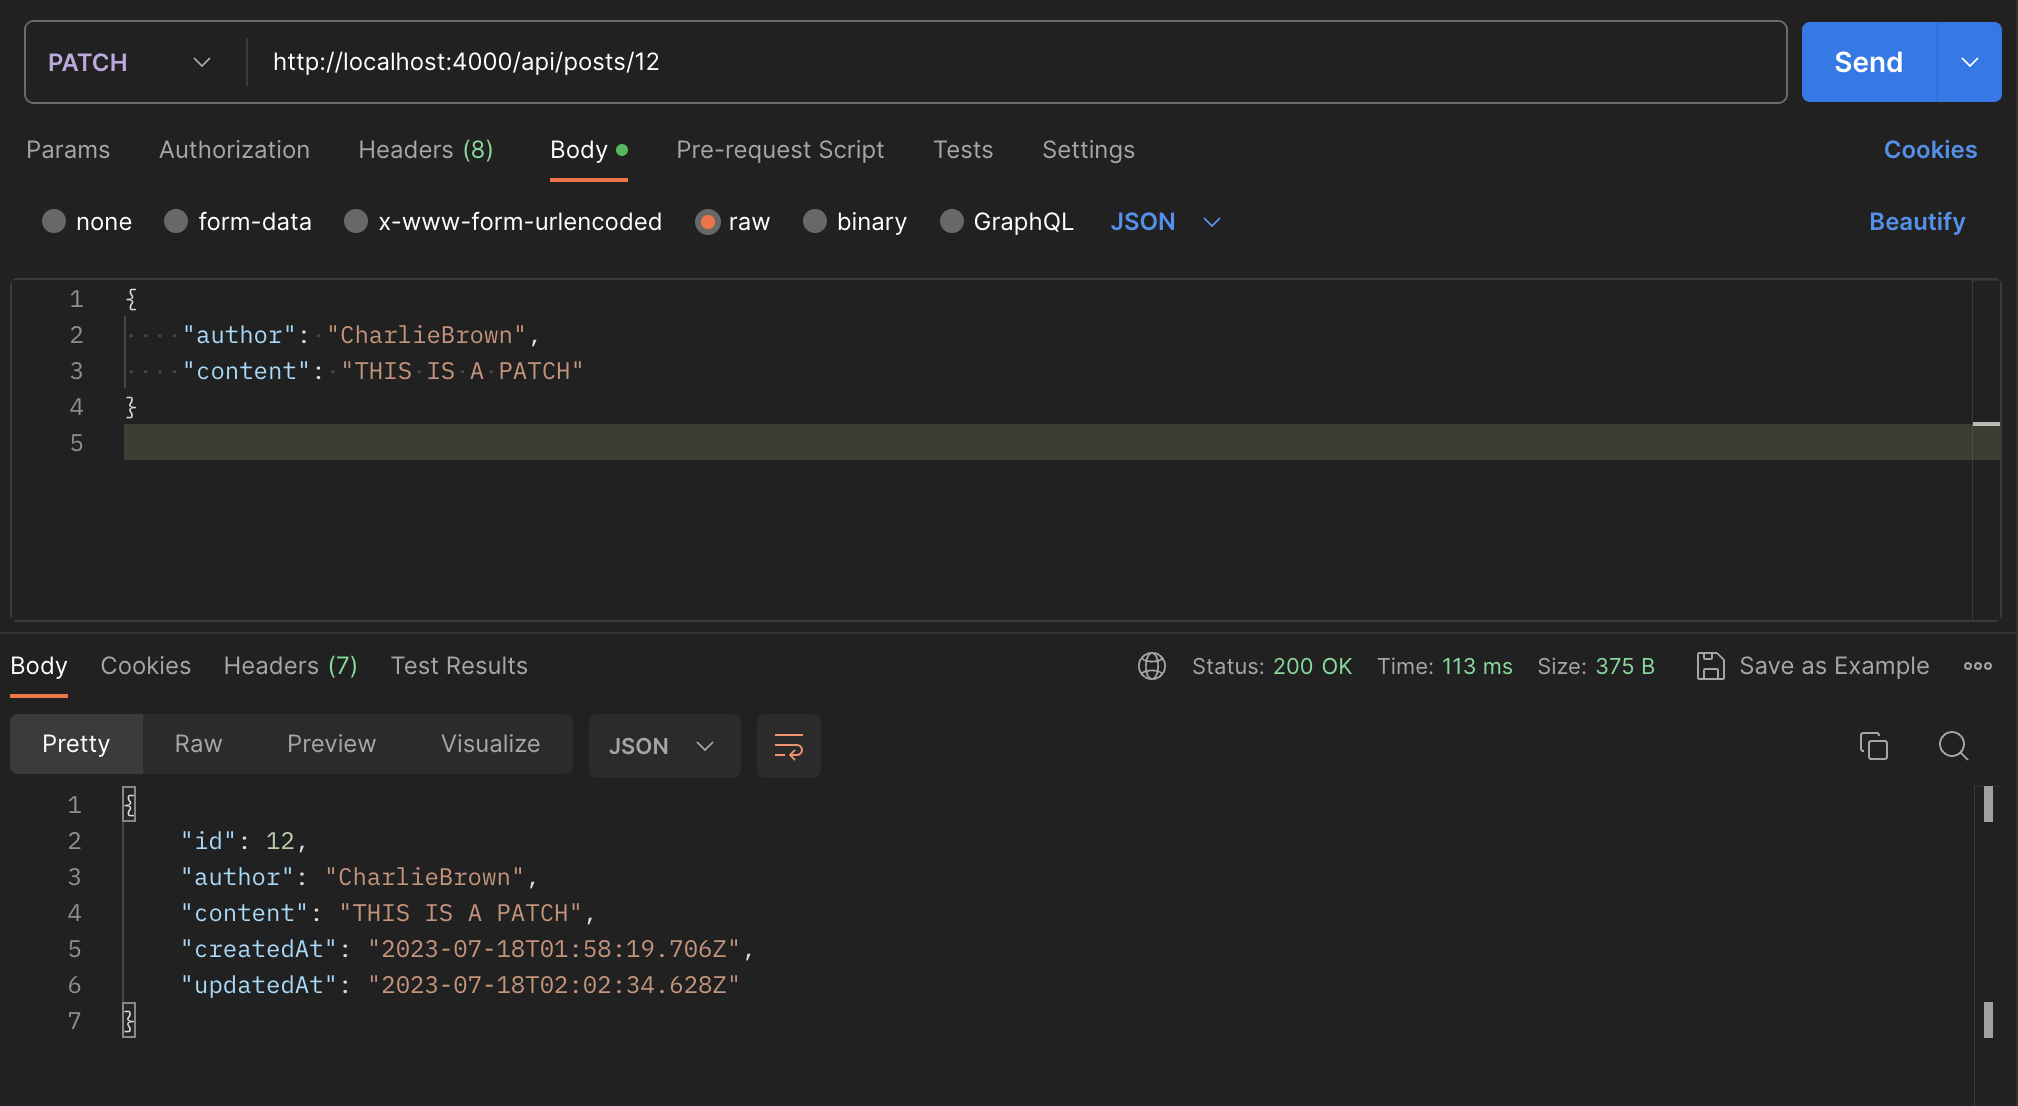 PATCH http://localhost:4000/api/posts/12 Send
Params Authorization Headers (8) Body Pre-request Script Tests Settings Cookies
none form-data x-www-form-urlencoded raw binary GraphQL JSON Beautify
1 {
2 "author": "CharlieBrown",
3 "content": "THIS IS A PATCH"
4 }
5
Body Cookies Headers (7) Test Results Status: 200 OK Time: 113 ms Size: 375 B Save as Example
Pretty Raw Preview Visualize JSON
1 {
2 "id": 12,
3 "author": "CharlieBrown",
4 "content": "THIS IS A PATCH",
5 "createdAt": "2023-07-18T01:58:19.706Z",
6 "updatedAt": "2023-07-18T02:02:34.628Z"
7 }